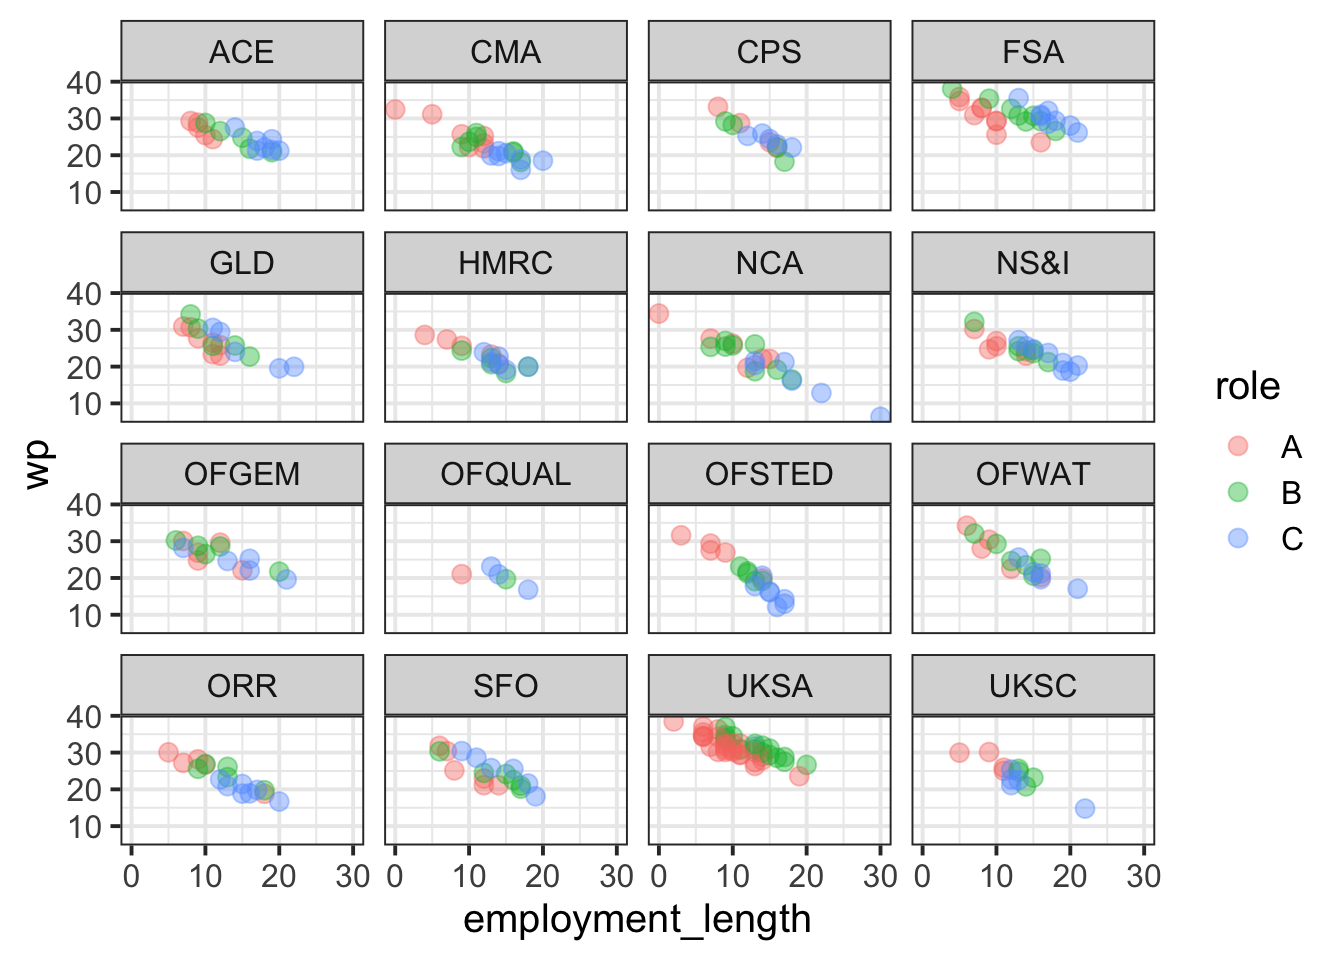 ACE CMA CPS FSA
40
30
20
10
GLD HMRC NCA NS&I
40
30
20
10
OFGEM OFQUAL OFSTED OFWAT
40
30
20
10
ORR SFO UKSA UKSC
40
30
20
10
0 10 20 30 0 10 20 30 0 10 20 30 0 10 20 30
employment_length
wp
role
A
B
C